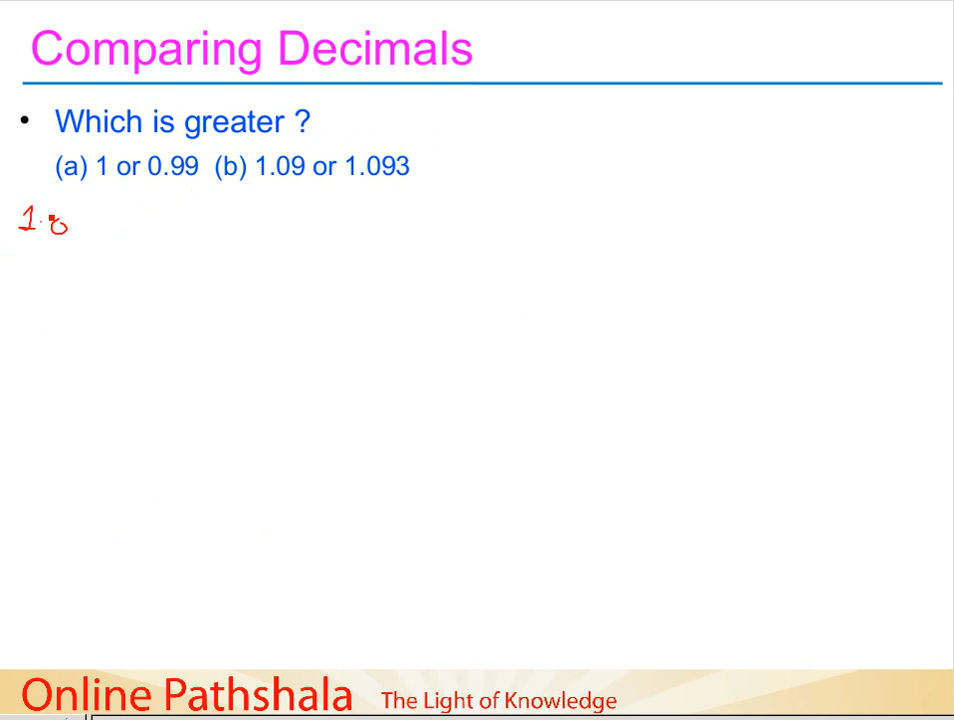 Comparing Decimals
• Which is greater ?
(a) 1 or 0.99 (b) 1.09 or 1.093
1.0
Online Pathshala The Light of Knowledge